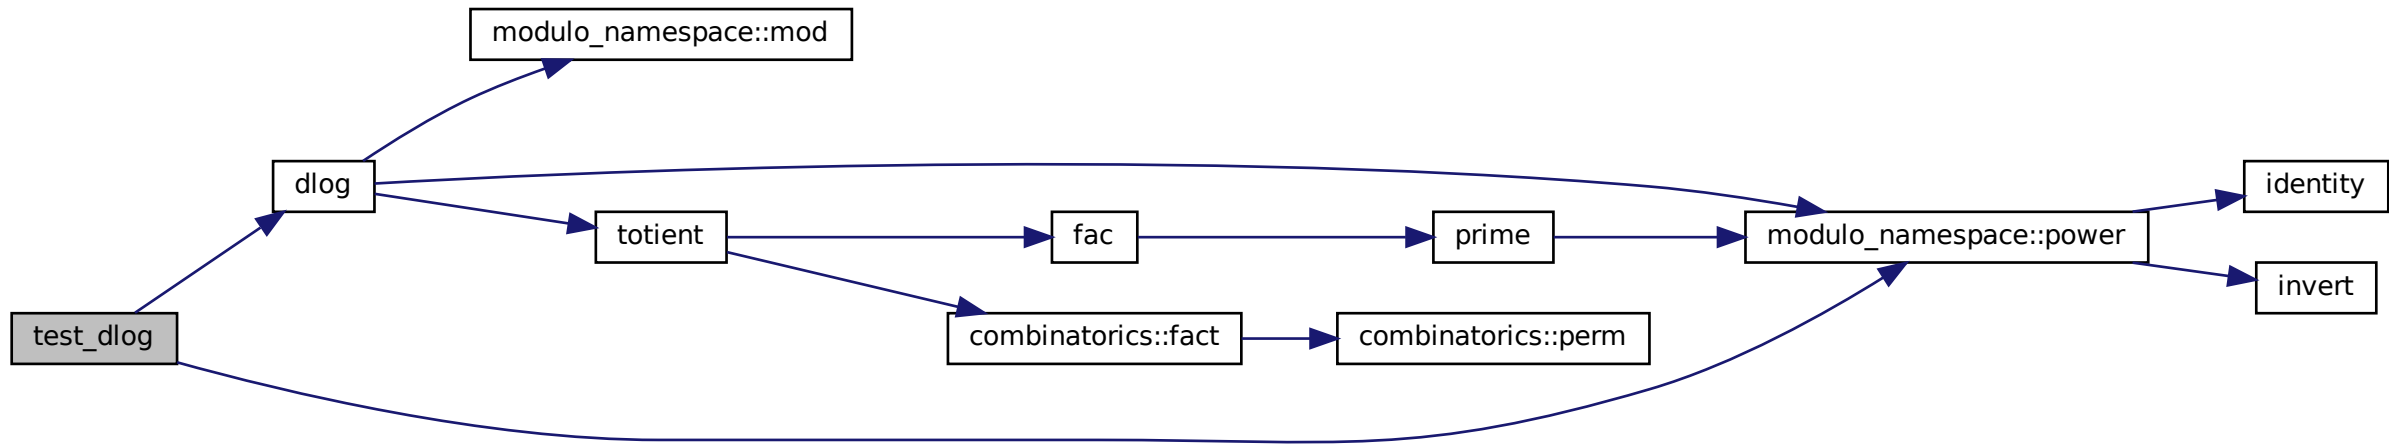 modulo_namespace::mod
dlog
identity
totient
fac
prime
modulo_namespace::power
invert
test_dlog
combinatorics::fact
combinatorics::perm